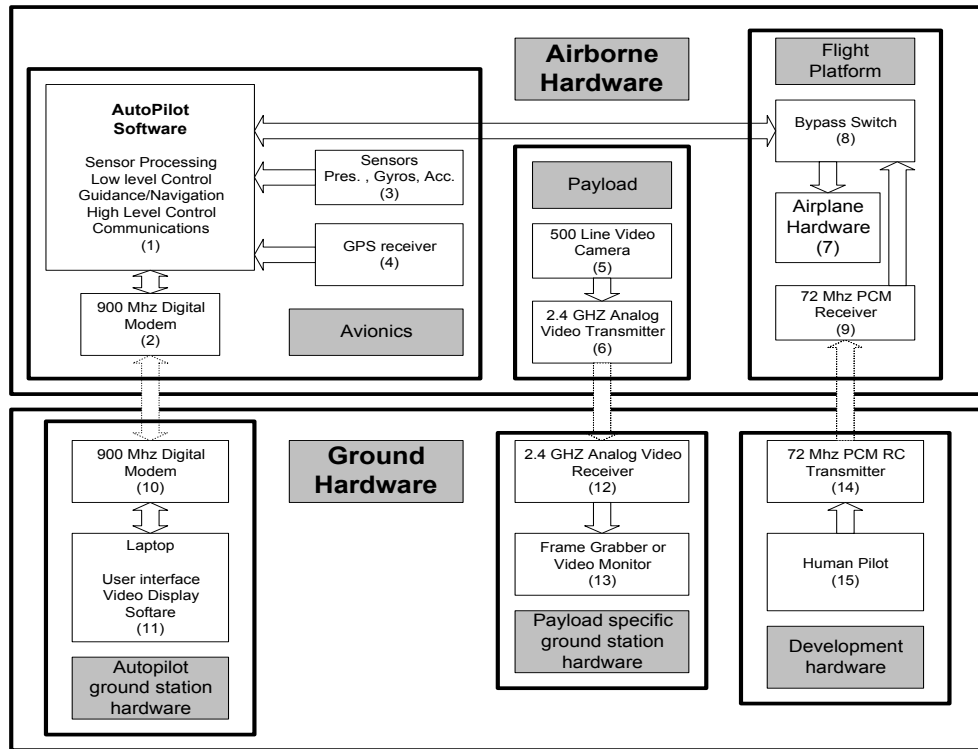 Airborne
Hardware
AutoPilot
Software
Sensor Processing
Low level Control
Guidance/Navigation
High Level Control
Communications
(1)
Sensors
Pres. , Gyros, Acc.
(3)
GPS receiver
(4)
900 Mhz Digital
Modem
(2)
Avionics
Payload
500 Line Video
Camera
(5)
2.4 GHZ Analog
Video Transmitter
(6)
Flight
Platform
Bypass Switch
(8)
Airplane
Hardware
(7)
72 Mhz PCM
Receiver
(9)
Ground
Hardware
900 Mhz Digital
Modem
(10)
Laptop
User interface
Video Display
Softare
(11)
Autopilot
ground station
hardware
2.4 GHZ Analog Video
Receiver
(12)
Frame Grabber or
Video Monitor
(13)
Payload specific
ground station
hardware
72 Mhz PCM RC
Transmitter
(14)
Human Pilot
(15)
Development
hardware